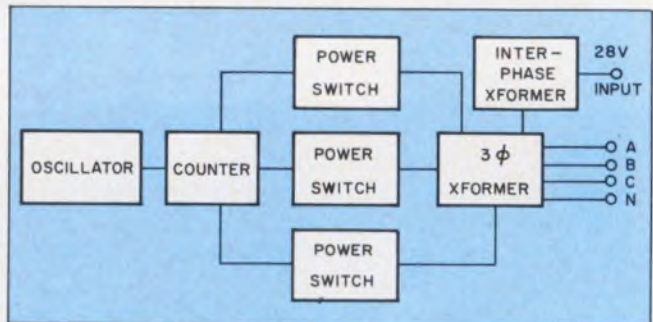 POWER
SWITCH
INTER-
PHASE
XFORMER
28V
INPUT
OSCILLATOR
COUNTER
POWER
SWITCH
3 ϕ
XFORMER
A
B
C
N
POWER
SWITCH